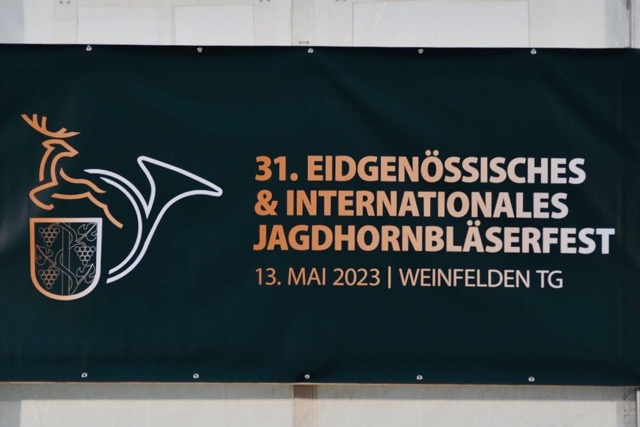 31. EIDGENÖSSISCHES
& INTERNATIONALES
JAGDHORNBLÄSERFEST
13. MAI 2023 | WEINFELDEN TG